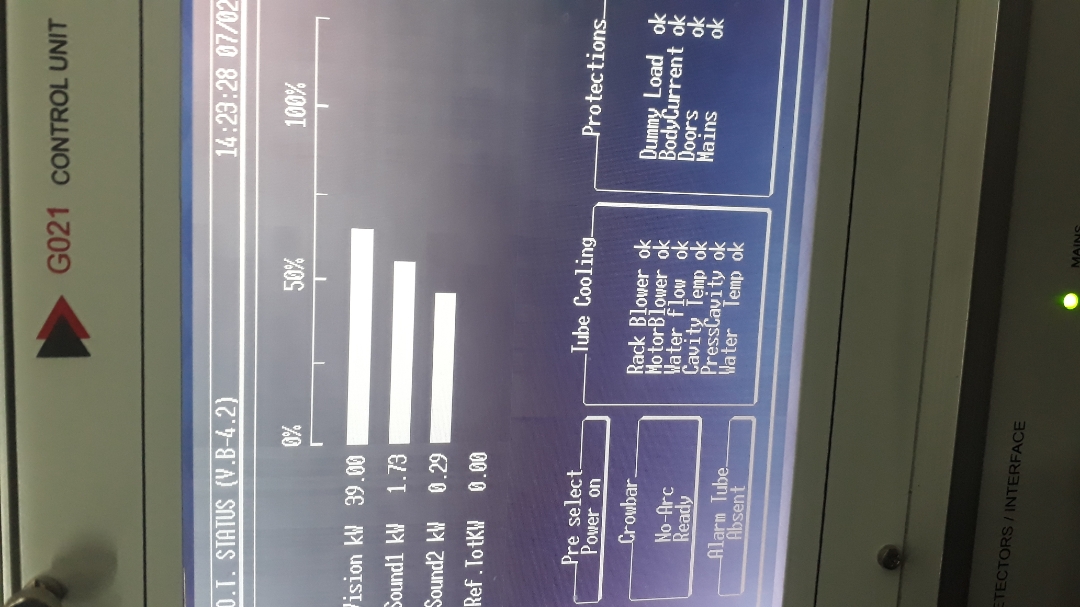 G021 CONTROL UNIT
O.T. STATUS (V.B-4.2) 14:23:28 07/02
0% 50% 100%
Vision kW 39.00
Sound1 kW 1.73
Sound2 kW 0.29
Ref.TotKW 0.00
Pre select
Power on
Crowbar
No-Arc
Ready
Alarm Tube
Absent
Tube Cooling
Rack Blower ok
MotorBlower ok
Water flow ok
Cavity Temp ok
PressCavity ok
Water Temp ok
Protections
Dummy Load ok
BodyCurrent ok
Doors ok
Mains ok
ETECTORS / INTERFACE
MAINS